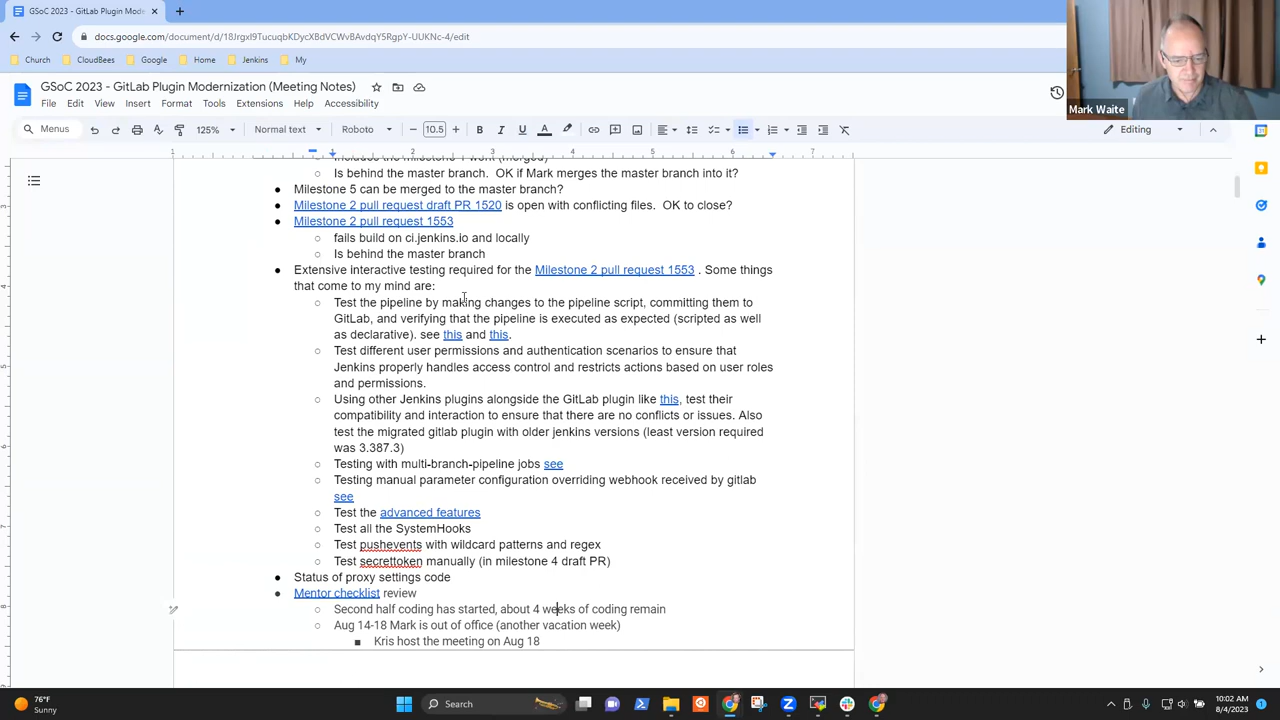 GSoC 2023 - GitLab Plugin Mode
docs.google.com/document/d/18JrgxI9TucuqbKDycXBdVCWvBAvdqY5RgpY-UUKNc-4/edit
Church
CloudBees
Google
Home
Jenkins
My
Mark Waite
GSoC 2023 - GitLab Plugin Modernization (Meeting Notes)
File Edit View Insert Format Tools Extensions Help Accessibility
Menus
125%
Normal text
Roboto
10.5
B I U A
Editing
1 1 2 3 4 5 6 7
Is behind the master branch. OK if Mark merges the master branch into it?
Milestone 5 can be merged to the master branch?
Milestone 2 pull request draft PR 1520 is open with conflicting files. OK to close?
Milestone 2 pull request 1553
fails build on ci.jenkins.io and locally
Is behind the master branch
Extensive interactive testing required for the Milestone 2 pull request 1553 . Some things
that come to my mind are:
Test the pipeline by making changes to the pipeline script, committing them to
GitLab, and verifying that the pipeline is executed as expected (scripted as well
as declarative). see this and this.
Test different user permissions and authentication scenarios to ensure that
Jenkins properly handles access control and restricts actions based on user roles
and permissions.
Using other Jenkins plugins alongside the GitLab plugin like this, test their
compatibility and interaction to ensure that there are no conflicts or issues. Also
test the migrated gitlab plugin with older jenkins versions (least version required
was 3.387.3)
Testing with multi-branch-pipeline jobs see
Testing manual parameter configuration overriding webhook received by gitlab
see
Test the advanced features
Test all the SystemHooks
Test pushevents with wildcard patterns and regex
Test secrettoken manually (in milestone 4 draft PR)
Status of proxy settings code
Mentor checklist review
Second half coding has started, about 4 weeks of coding remain
Aug 14-18 Mark is out of office (another vacation week)
Kris host the meeting on Aug 18
76°F
Sunny
Search
10:02 AM
8/4/2023